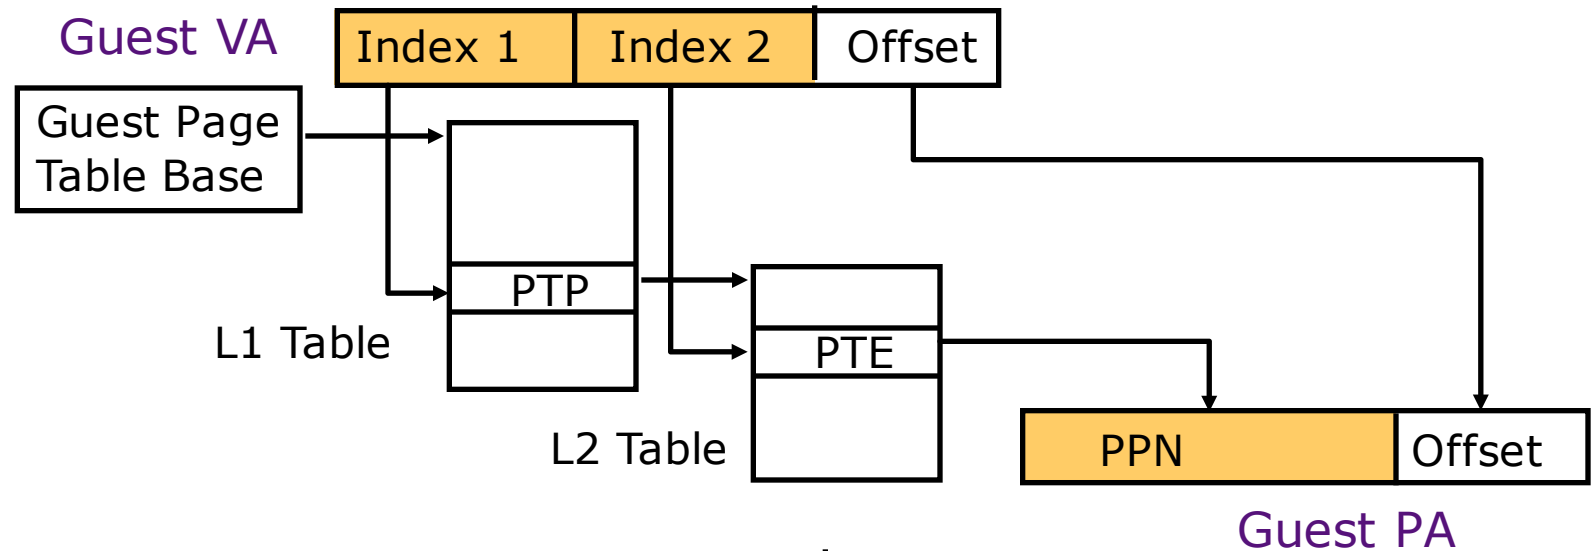 Guest VA
Index 1
Index 2
Offset
Guest Page
Table Base
PTP
L1 Table
PTE
L2 Table
PPN
Offset
Guest PA